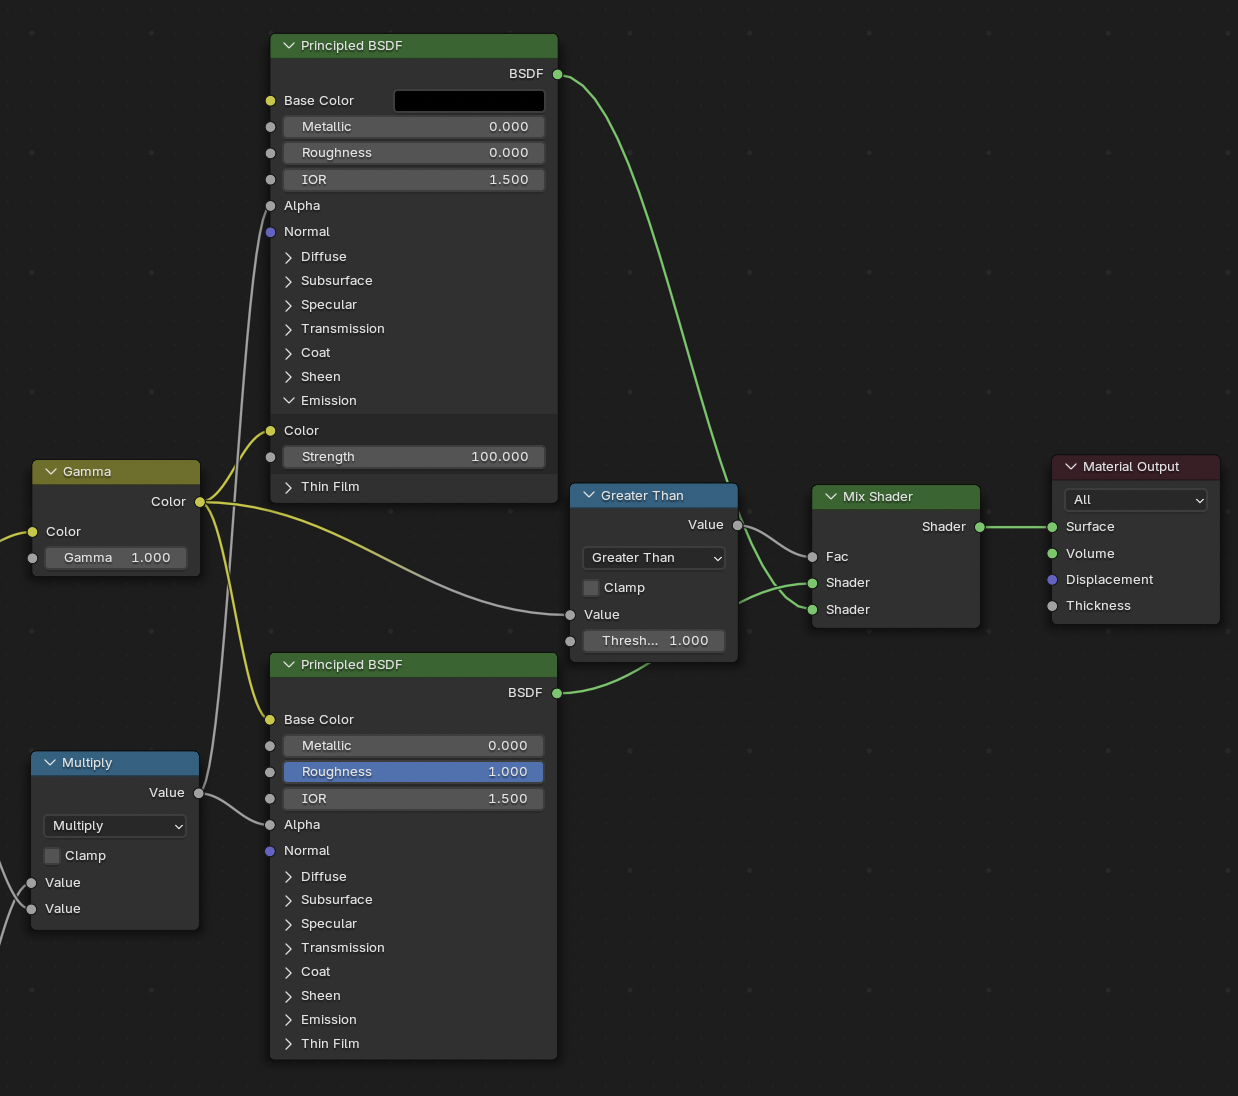 Principled BSDF
BSDF
Base Color
Metallic 0.000
Roughness 0.000
IOR 1.500
Alpha
Normal
Diffuse
Subsurface
Specular
Transmission
Coat
Sheen
Emission
Color
Strength 100.000
Thin Film
Gamma
Color
Color
Gamma 1.000
Greater Than
Value
Greater Than
Clamp
Value
Thresh... 1.000
Mix Shader
Shader
Fac
Shader
Shader
Material Output
All
Surface
Volume
Displacement
Thickness
Principled BSDF
BSDF
Base Color
Metallic 0.000
Roughness 1.000
IOR 1.500
Alpha
Normal
Diffuse
Subsurface
Specular
Transmission
Coat
Sheen
Emission
Thin Film
Multiply
Value
Multiply
Clamp
Value
Value